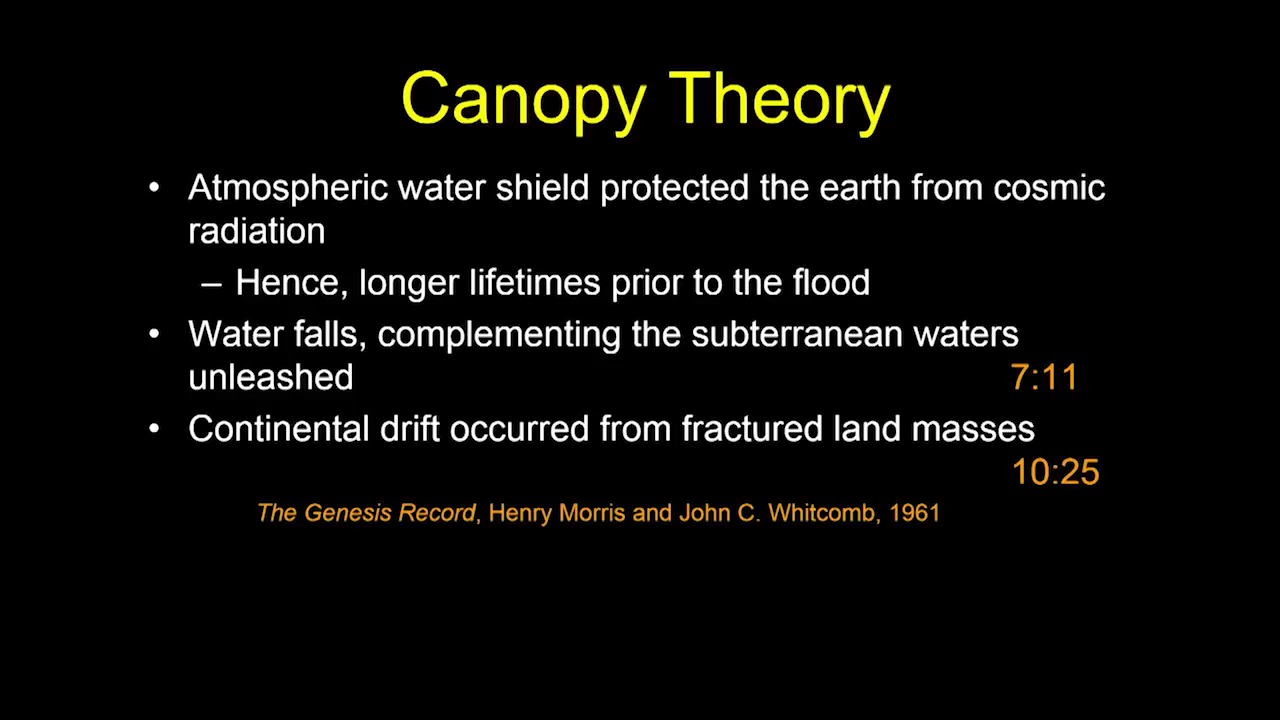 Canopy Theory
• Atmospheric water shield protected the earth from cosmic
radiation
– Hence, longer lifetimes prior to the flood
• Water falls, complementing the subterranean waters
unleashed 7:11
• Continental drift occurred from fractured land masses
10:25
The Genesis Record, Henry Morris and John C. Whitcomb, 1961